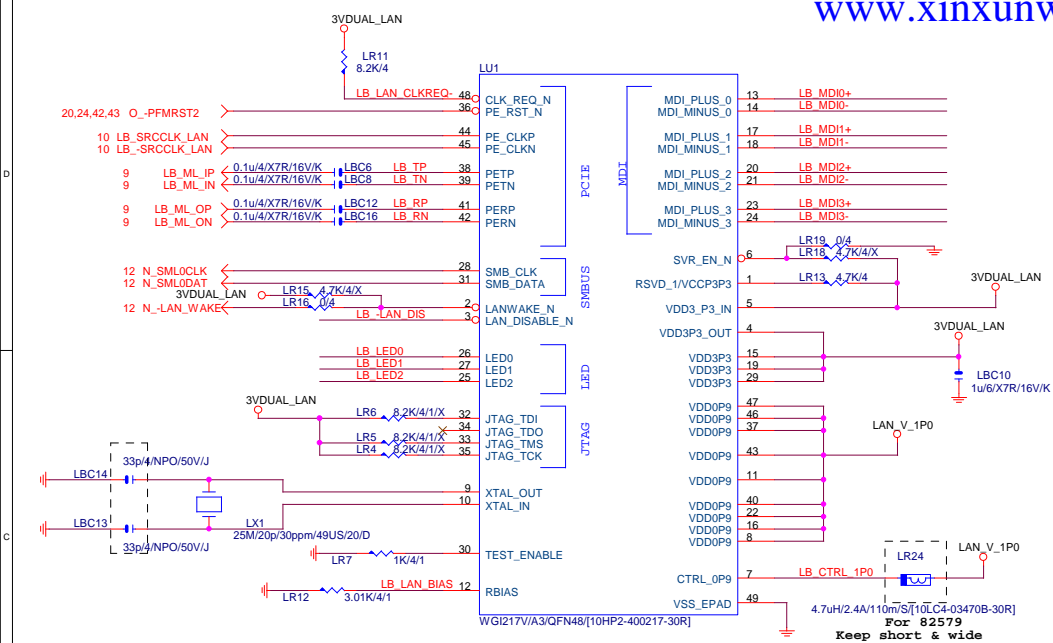 www.xinxunw
3VDUAL_LAN
LR11
8.2K/4
LU1
LB_LAN_CLKREQ- 48 CLK_REQ_N
20,24,42,43 O_-PFMRST2 36 PE_RST_N
10 LB_SRCCLK_LAN 44 PE_CLKP
10 LB_-SRCCLK_LAN 45 PE_CLKN
9 LB_ML_IP 0.1u/4/X7R/16V/K LBC6 LB_TP 38 PETP
LB_ML_IN 0.1u/4/X7R/16V/K LBC8 LB_TN 39 PETN
9
9 LB_ML_OP 0.1u/4/X7R/16V/K LBC12 LB_RP 41 PERP
9 LB_ML_ON 0.1u/4/X7R/16V/K LBC16 LB_RN 42 PERN
PCIE
12 N_SML0CLK 28 SMB_CLK
12 N_SML0DAT 31 SMB_DATA
SMBUS
3VDUAL_LAN LR15 4.7K/4/X
12 N_-LAN_WAKE LR16 0/4 2 LANWAKE_N
LB_-LAN_DIS 3 LAN_DISABLE_N
LB_LED0 26 LED0
LB_LED1 27 LED1
LB_LED2 25 LED2
LED
3VDUAL_LAN
LR6 8.2K/4/1/X 32 JTAG_TDI
34 JTAG_TDO
LR5 8.2K/4/1/X 33 JTAG_TMS
LR4 8.2K/4/1/X 35 JTAG_TCK
JTAG
33p/4/NPO/50V/J
LBC14
9 XTAL_OUT
10 XTAL_IN
LBC13
LX1
25M/20p/30ppm/49US/20/D
33p/4/NPO/50V/J
LR7 1K/4/1 30 TEST_ENABLE
LR12 3.01K/4/1 LB_LAN_BIAS 12 RBIAS
MDI
MDI_PLUS_0 13 LB_MDI0+
MDI_MINUS_0 14 LB_MDI0-
MDI_PLUS_1 17 LB_MDI1+
MDI_MINUS_1 18 LB_MDI1-
MDI_PLUS_2 20 LB_MDI2+
MDI_MINUS_2 21 LB_MDI2-
MDI_PLUS_3 23 LB_MDI3+
MDI_MINUS_3 24 LB_MDI3-
LR19 0/4
SVR_EN_N 6 LR18 4.7K/4/X
RSVD_1/VCCP3P3 1 LR13 4.7K/4
3VDUAL_LAN
VDD3_P3_IN 5
VDD3P3_OUT 4
3VDUAL_LAN
VDD3P3 15
VDD3P3 19
VDD3P3 29
LBC10
1u/6/X7R/16V/K
VDD0P9 47
VDD0P9 46
VDD0P9 37
LAN_V_1P0
VDD0P9 43
VDD0P9 11
VDD0P9 40
VDD0P9 22
VDD0P9 16
VDD0P9 8
LR24
LAN_V_1P0
CTRL_0P9 7 LB_CTRL_1P0
VSS_EPAD 49
4.7uH/2.4A/110m/S/[10LC4-03470B-30R]
WGI217V/A3/QFN48/[10HP2-400217-30R]
For 82579
Keep short & wide
D
C